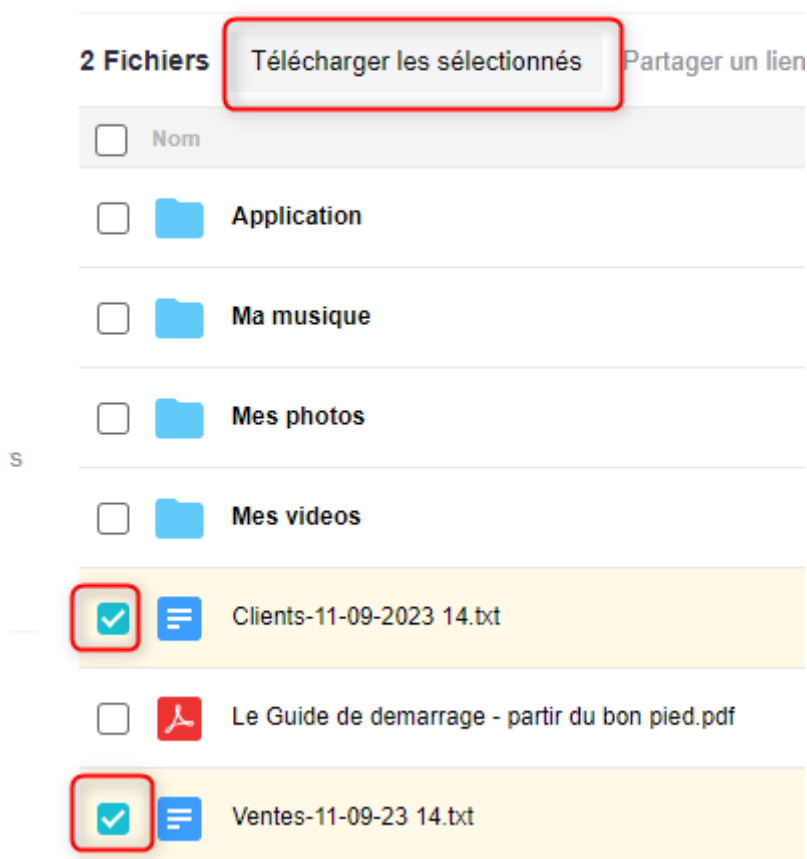 2 Fichiers Télécharger les sélectionnés Partager un lien
Nom
Application
Ma musique
Mes photos
Mes videos
Clients-11-09-2023 14.txt
Le Guide de demarrage - partir du bon pied.pdf
Ventes-11-09-23 14.txt